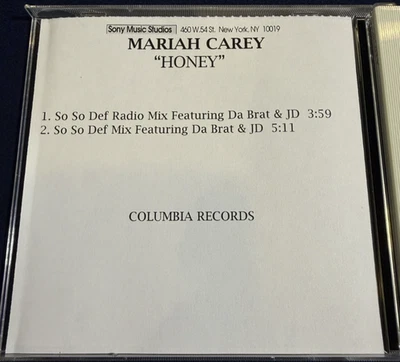 Sony Music Studios 460 W.54 St. New York, NY 10019
MARIAH CAREY
“HONEY”
1. So So Def Radio Mix Featuring Da Brat & JD 3:59
2. So So Def Mix Featuring Da Brat & JD 5:11
COLUMBIA RECORDS